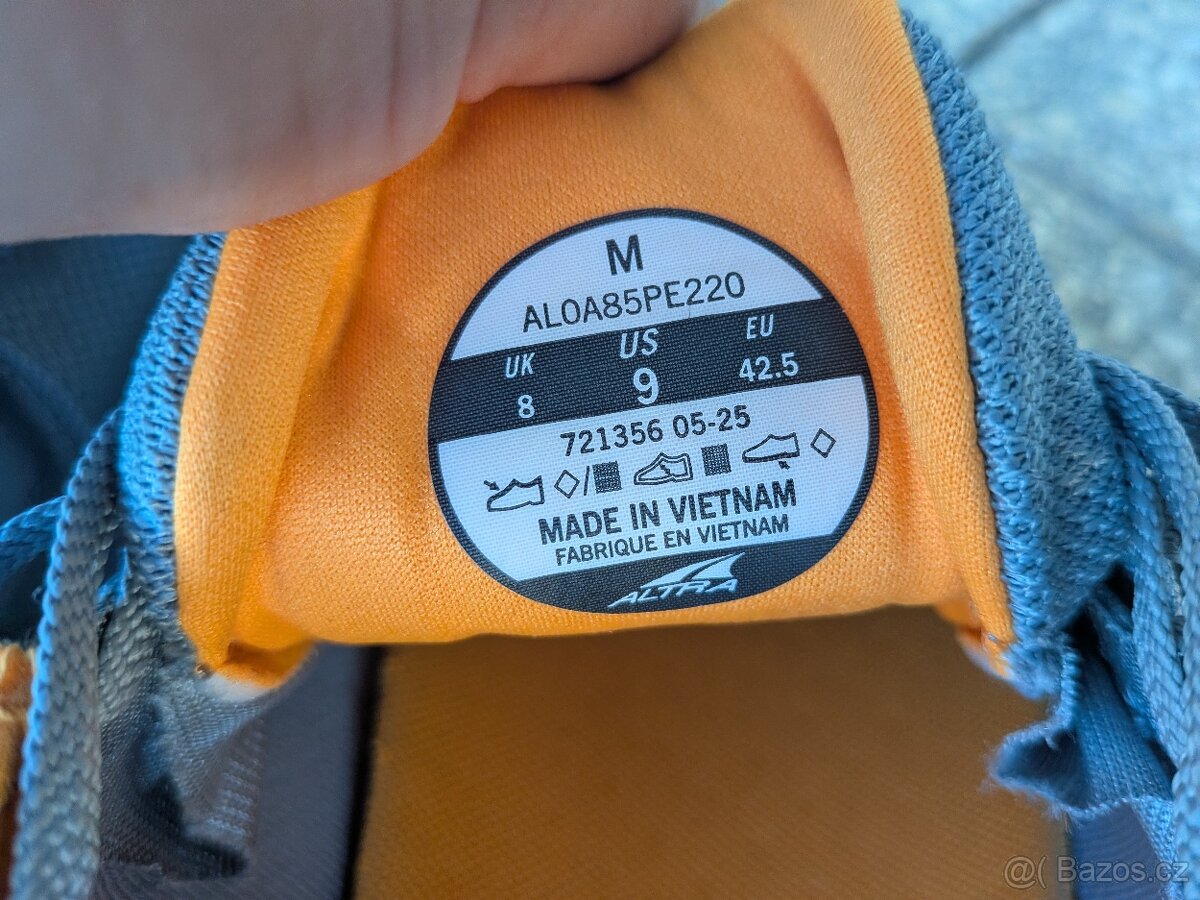 M
AL0A85PE220
UK US EU
8 9 42.5
721356 05-25
MADE IN VIETNAM
FABRIQUE EN VIETNAM
ALTRA
@( Bazos.cz